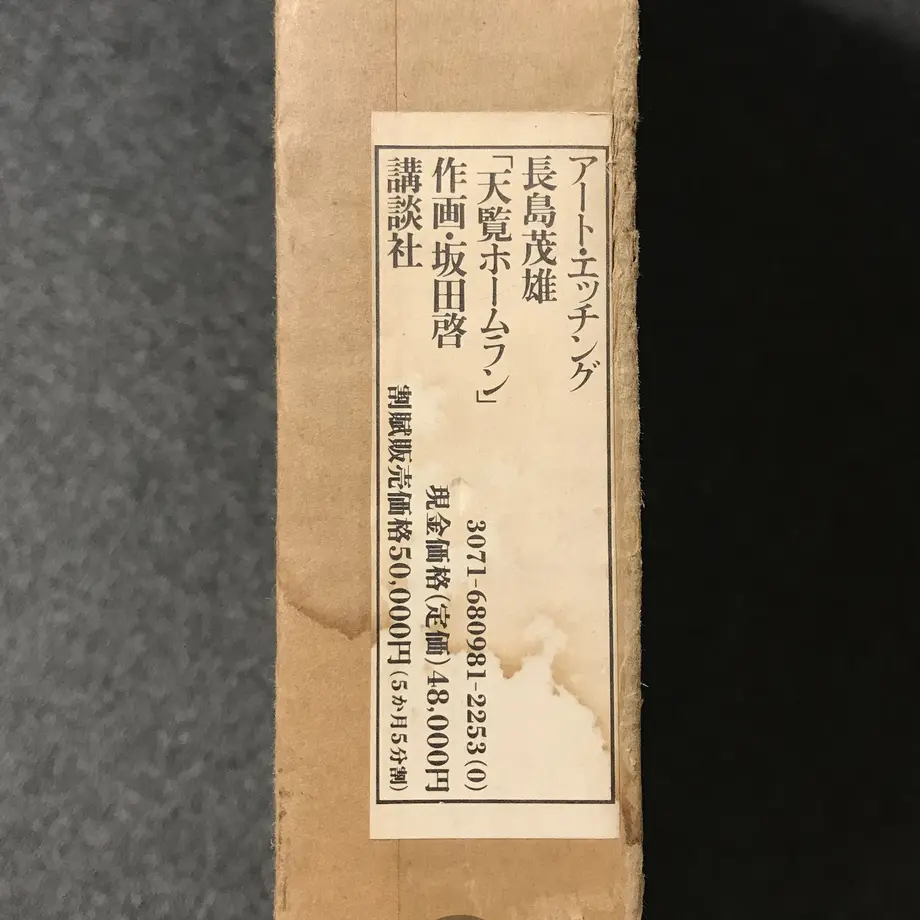 アート・エッチング
長島茂雄
「天覧ホームラン」
作画・坂田啓
講談社
3071-680981-2253(0)
現金価格(定価)48,000円
割賦販売価格50,000円(5か月5分割)